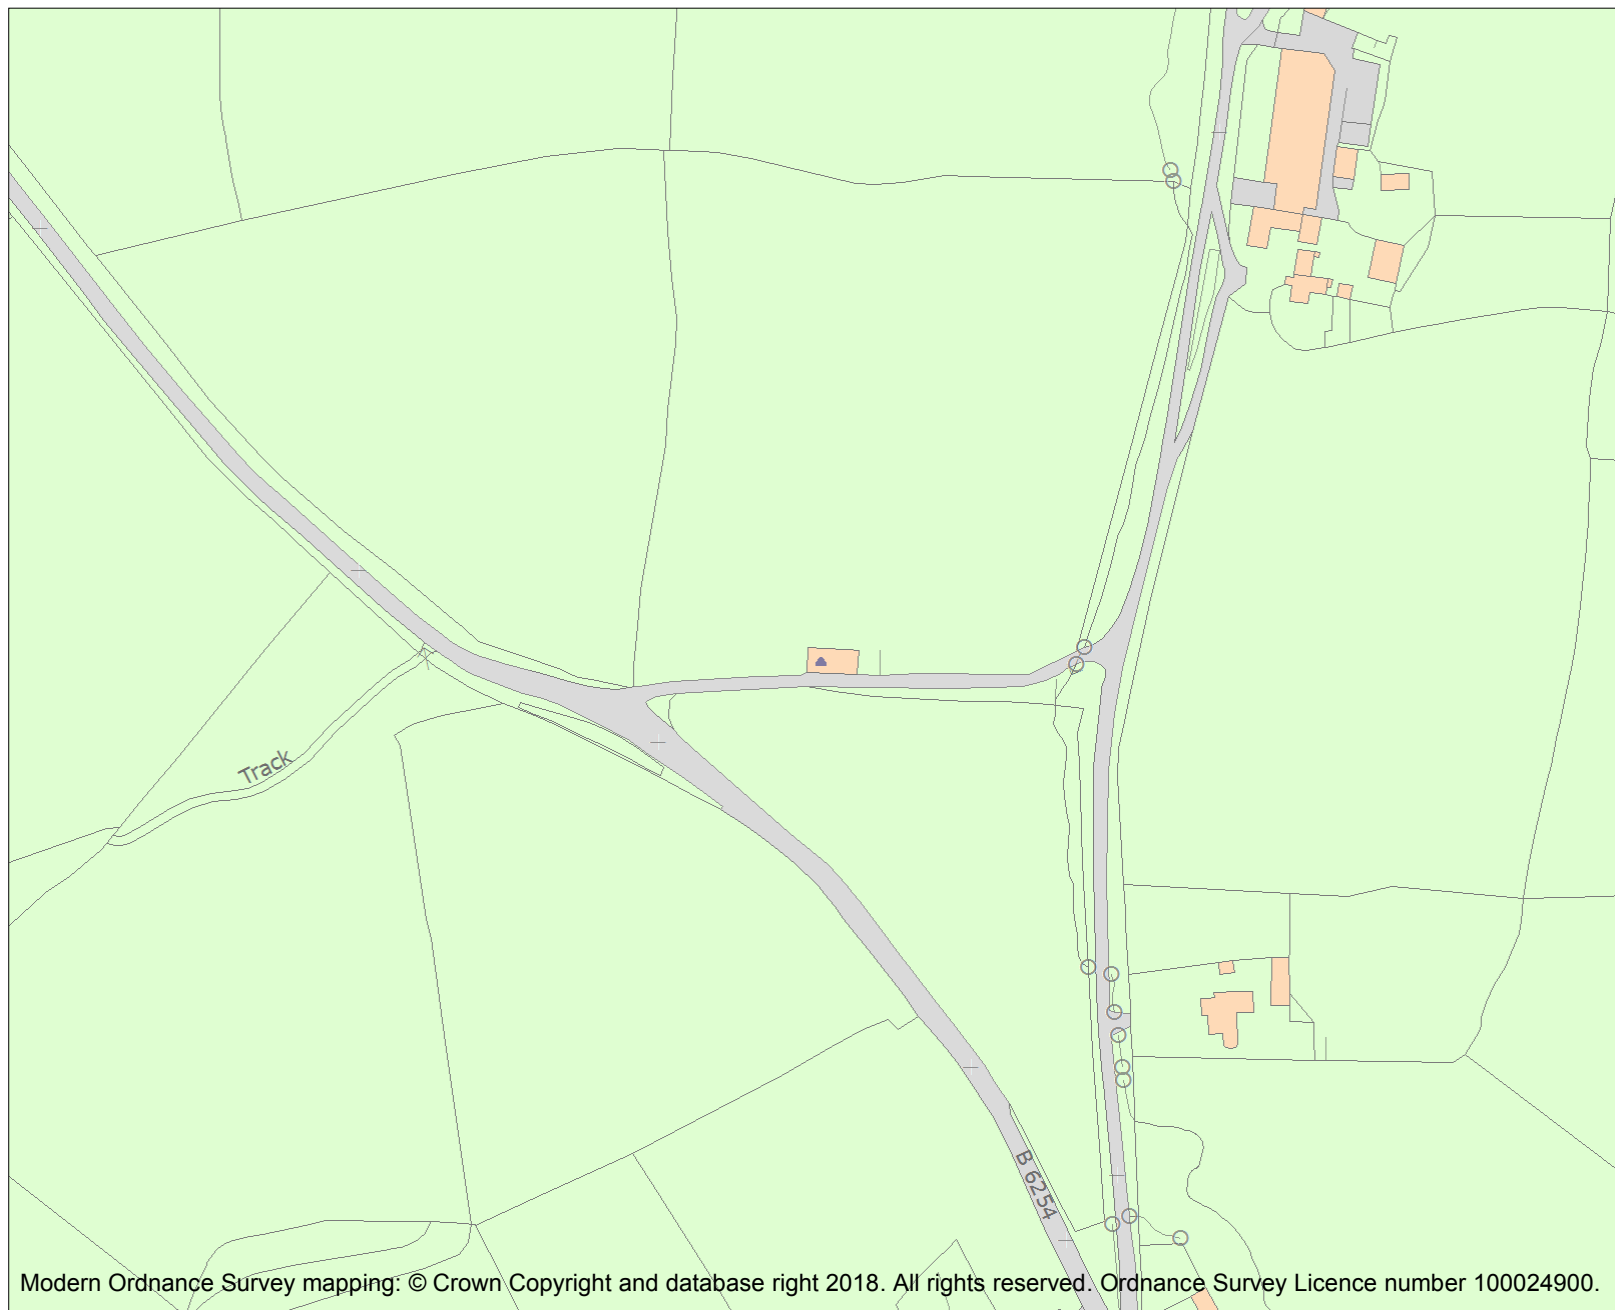 Track
B 6254
Modern Ordnance Survey mapping: © Crown Copyright and database right 2018. All rights reserved. Ordnance Survey Licence number 100024900.